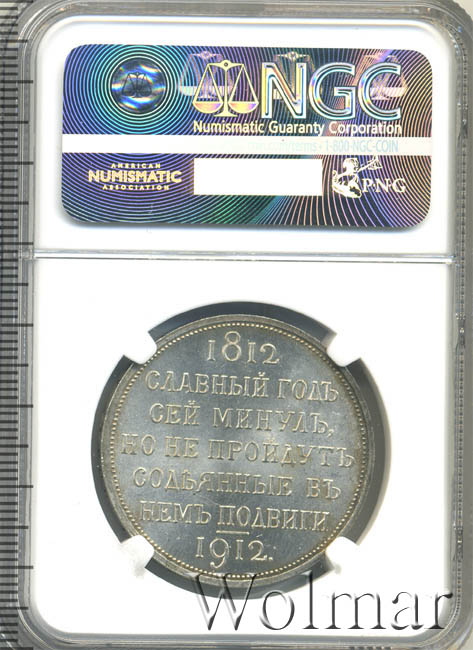 NGC
Numismatic Guaranty Corporation
1-800-NGC-COIN
AMERICAN
NUMISMATIC
ASSOCIATION
P·N·G
1812
СЛАВНЫЙ ГОДЪ
СЕЙ МИНУЛЪ,
НО НЕ ПРОЙДУТЪ
СОДѢЯННЫЕ ВЪ
НЕМЪ ПОДВИГИ
1912.
Wolmar